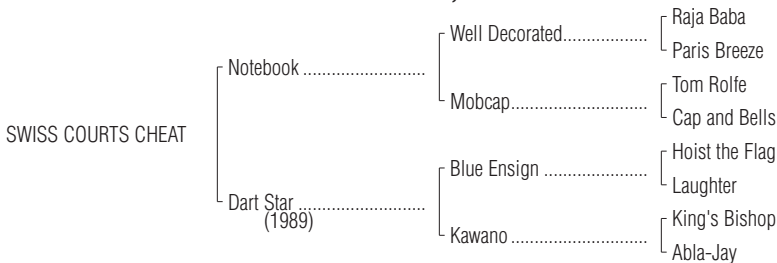 Raja Baba
Well Decorated....................
Paris Breeze
Notebook ..........................
Tom Rolfe
Mobcap................................
Cap and Bells
SWISS COURTS CHEAT
Hoist the Flag
Blue Ensign ........................
Laughter
Dart Star ...........................
(1989)
King's Bishop
Kawano ................................
Abla-Jay